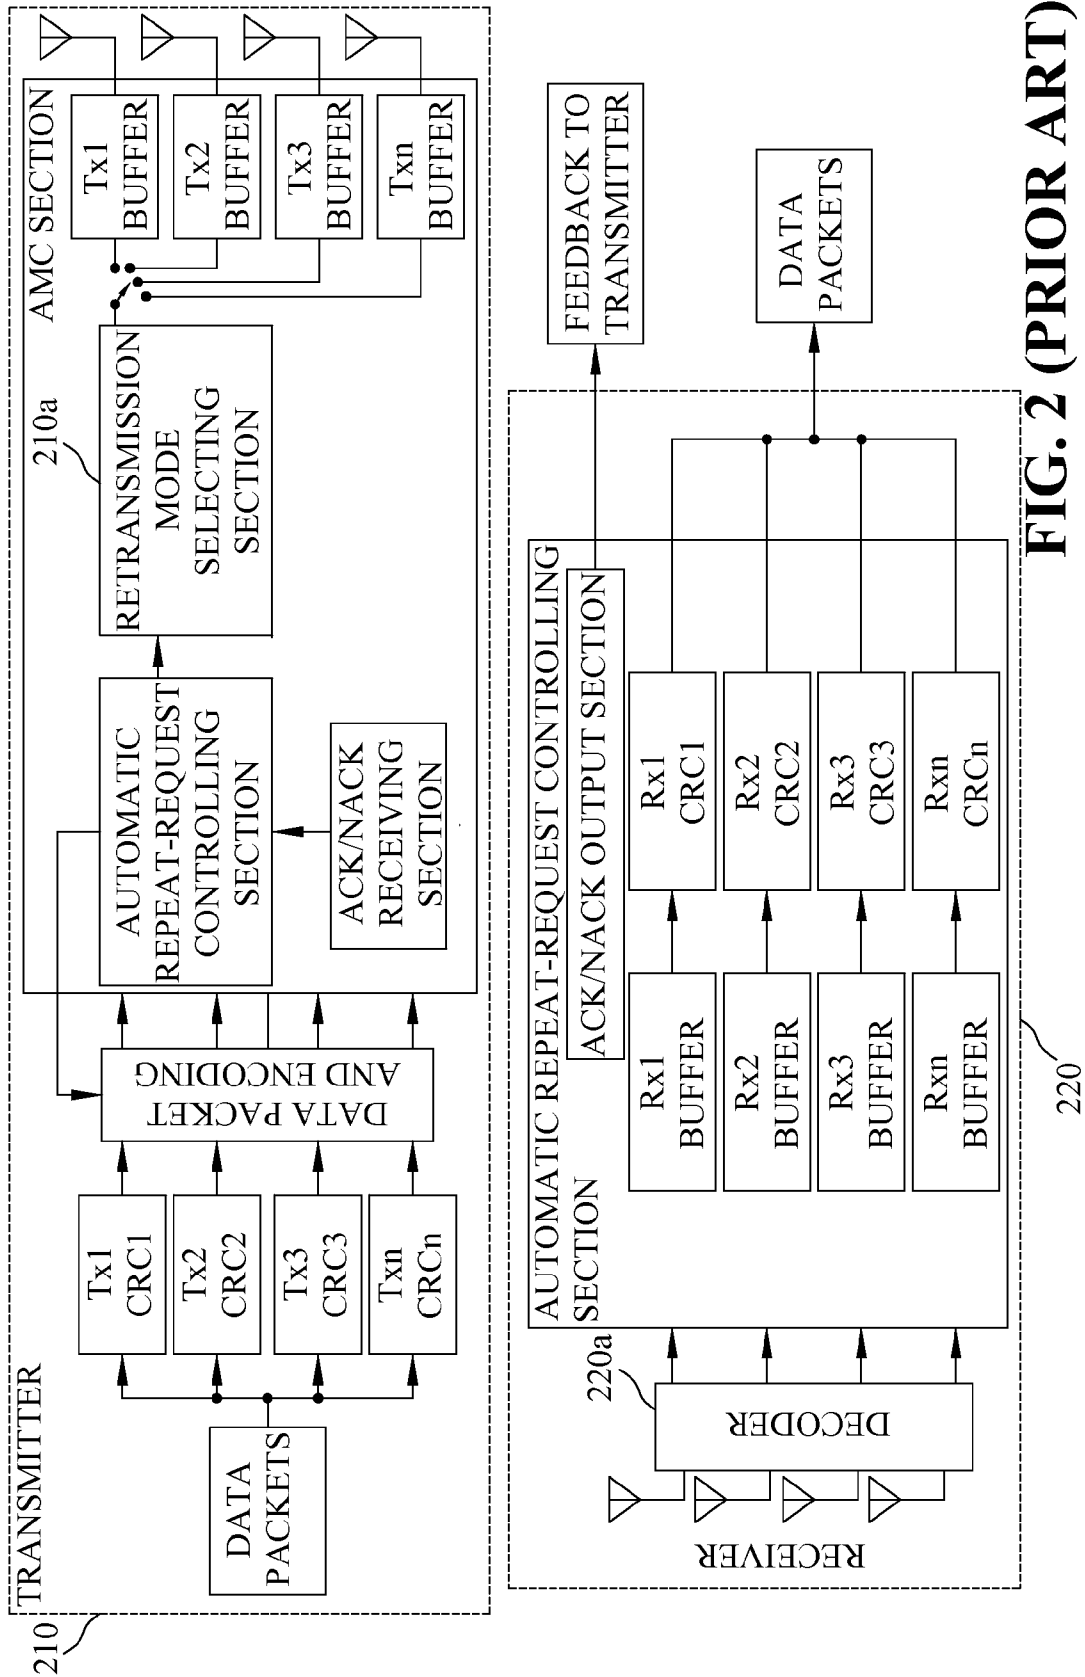 210
TRANSMITTER
DATA
PACKETS
Tx1
CRC1
Tx2
CRC2
Tx3
CRC3
Txn
CRCn
DATA PACKET
AND ENCODING
AMC SECTION
AUTOMATIC
REPEAT-REQUEST
CONTROLLING
SECTION
ACK/NACK
RECEIVING
SECTION
210a
RETRANSMISSION
MODE
SELECTING
SECTION
Tx1
BUFFER
Tx2
BUFFER
Tx3
BUFFER
Txn
BUFFER
RECEIVER
220a
DECODER
AUTOMATIC REPEAT-REQUEST CONTROLLING
SECTION
ACK/NACK OUTPUT SECTION
Rx1
BUFFER
Rx2
BUFFER
Rx3
BUFFER
Rxn
BUFFER
Rx1
CRC1
Rx2
CRC2
Rx3
CRC3
Rxn
CRCn
FEEDBACK TO
TRANSMITTER
DATA
PACKETS
220
FIG. 2 (PRIOR ART)